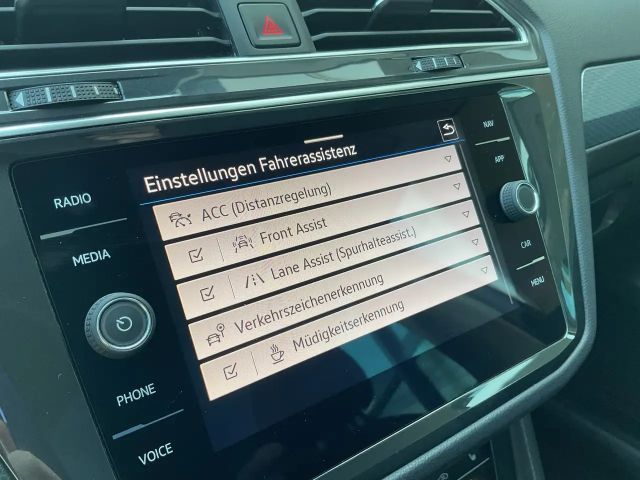 Einstellungen Fahrerassistenz
ACC (Distanzregelung)
Front Assist
Lane Assist (Spurhalteassist.)
Verkehrszeichenerkennung
Müdigkeitserkennung
RADIO
MEDIA
PHONE
VOICE
NAV
APP
CAR
MENU